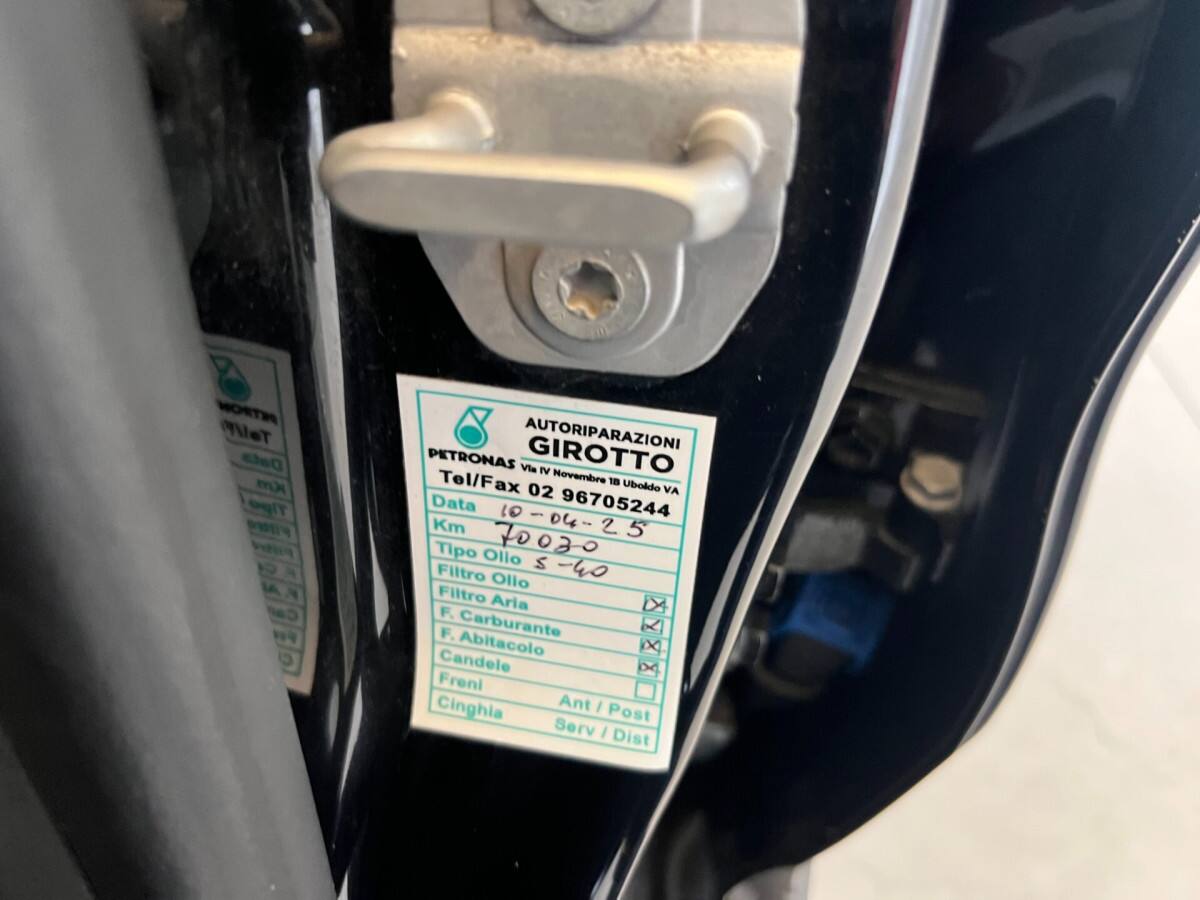 AUTORIPARAZIONI
GIROTTO
PETRONAS Via IV Novembre 1B Uboldo VA
Tel/Fax 02 96705244
Data 10-04-25
Km 70030
Tipo Olio 5-40
Filtro Olio
Filtro Aria
F. Carburante
F. Abitacolo
Candele
Freni Ant / Post
Cinghia Serv / Dist